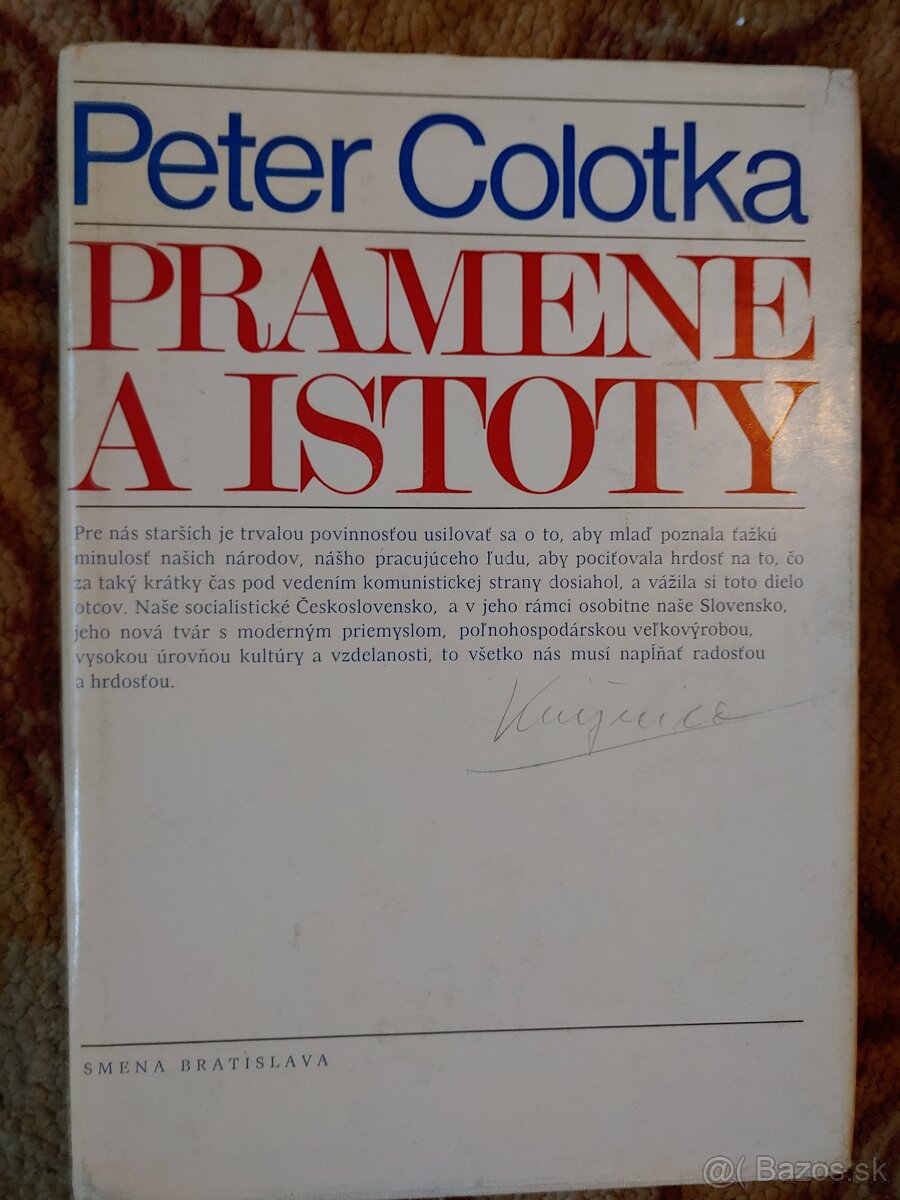 Peter Colotka
PRAMENE
A ISTOTY
Pre nás starších je trvalou povinnosťou usilovať sa o to, aby mlaď poznala ťažkú
minulosť našich národov, nášho pracujúceho ľudu, aby pociťovala hrdosť na to, čo
za taký krátky čas pod vedením komunistickej strany dosiahol, a vážila si toto dielo
otcov. Naše socialistické Československo, a v jeho rámci osobitne naše Slovensko,
jeho nová tvár s moderným priemyslom, poľnohospodárskou veľkovýrobou,
vysokou úrovňou kultúry a vzdelanosti, to všetko nás musí napĺňať radosťou
a hrdosťou.
Knižnica
SMENA BRATISLAVA
@( Bazos.sk